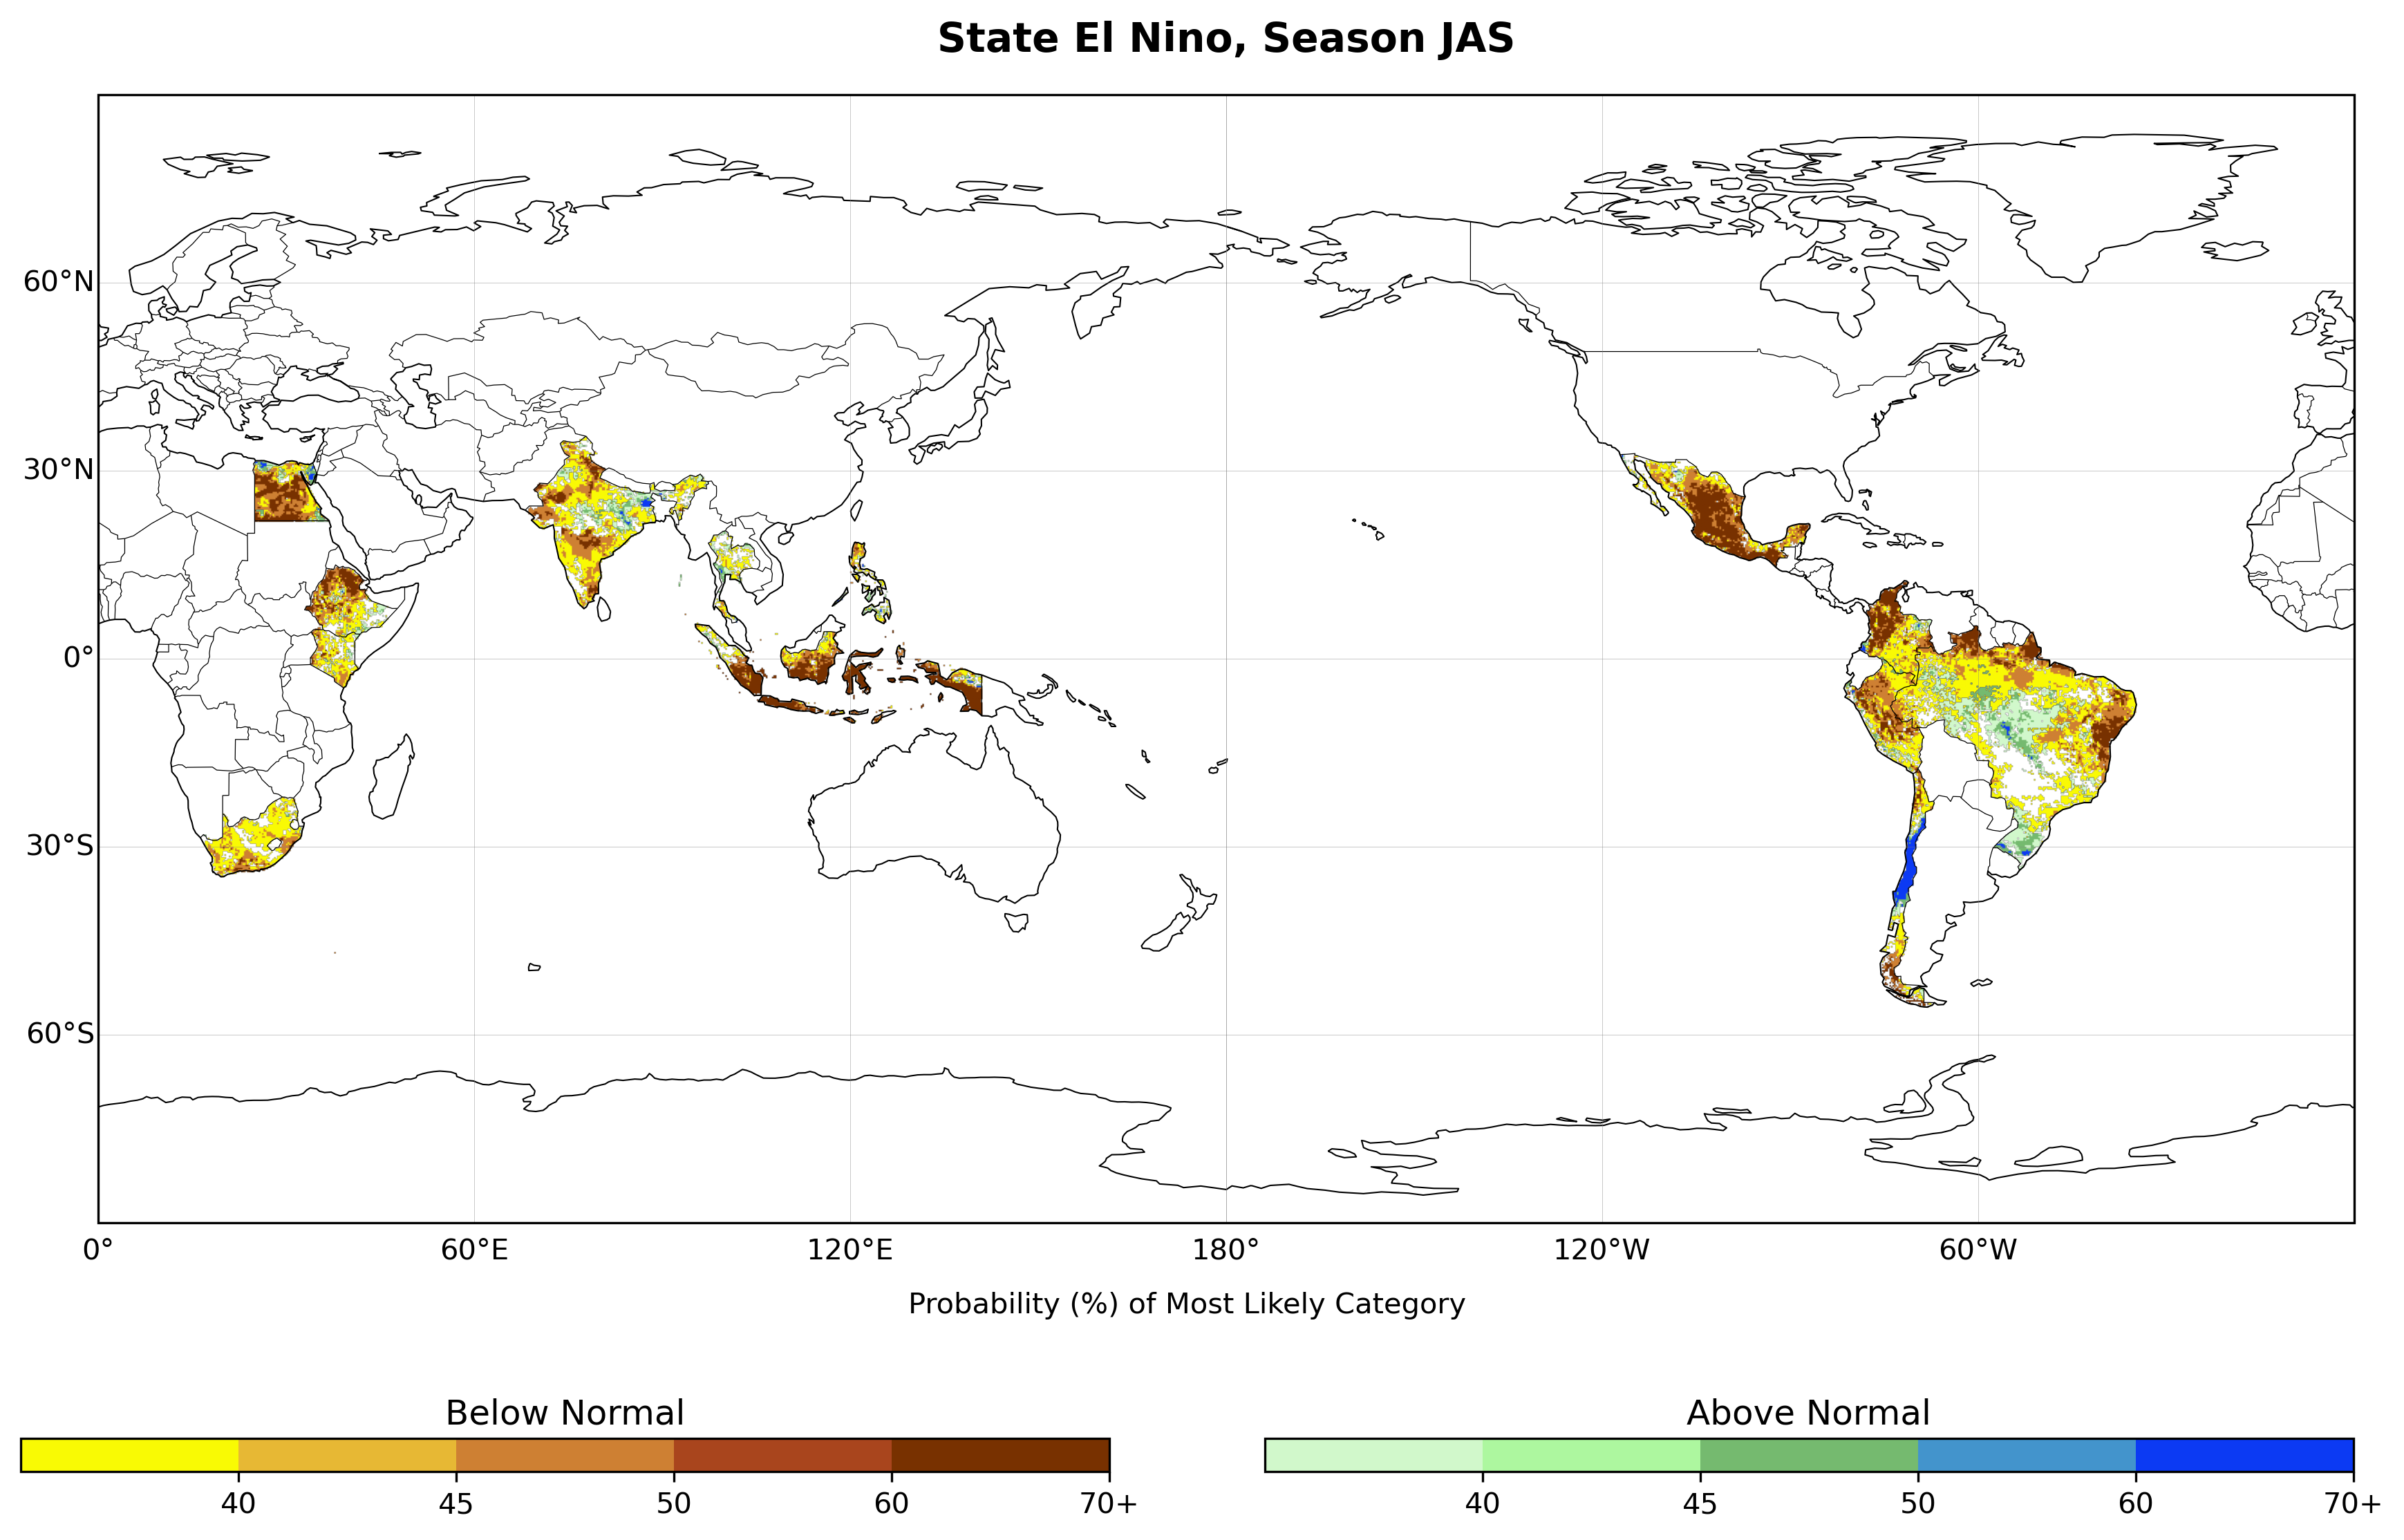 State El Nino, Season JAS
60°N
30°N
0°
30°S
60°S
0° 60°E 120°E 180° 120°W 60°W
Probability (%) of Most Likely Category
Below Normal Above Normal
40 45 50 60 70+ 40 45 50 60 70+